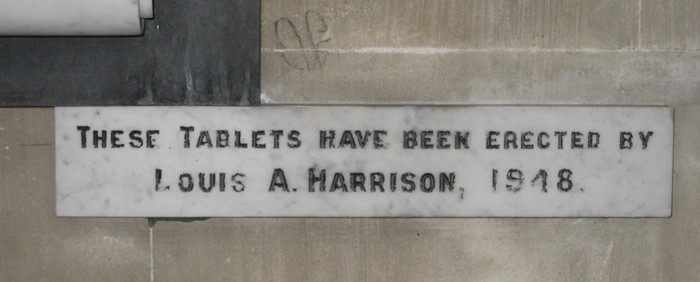 THESE TABLETS HAVE BEEN ERECTED BY
LOUIS A. HARRISON, 1948.